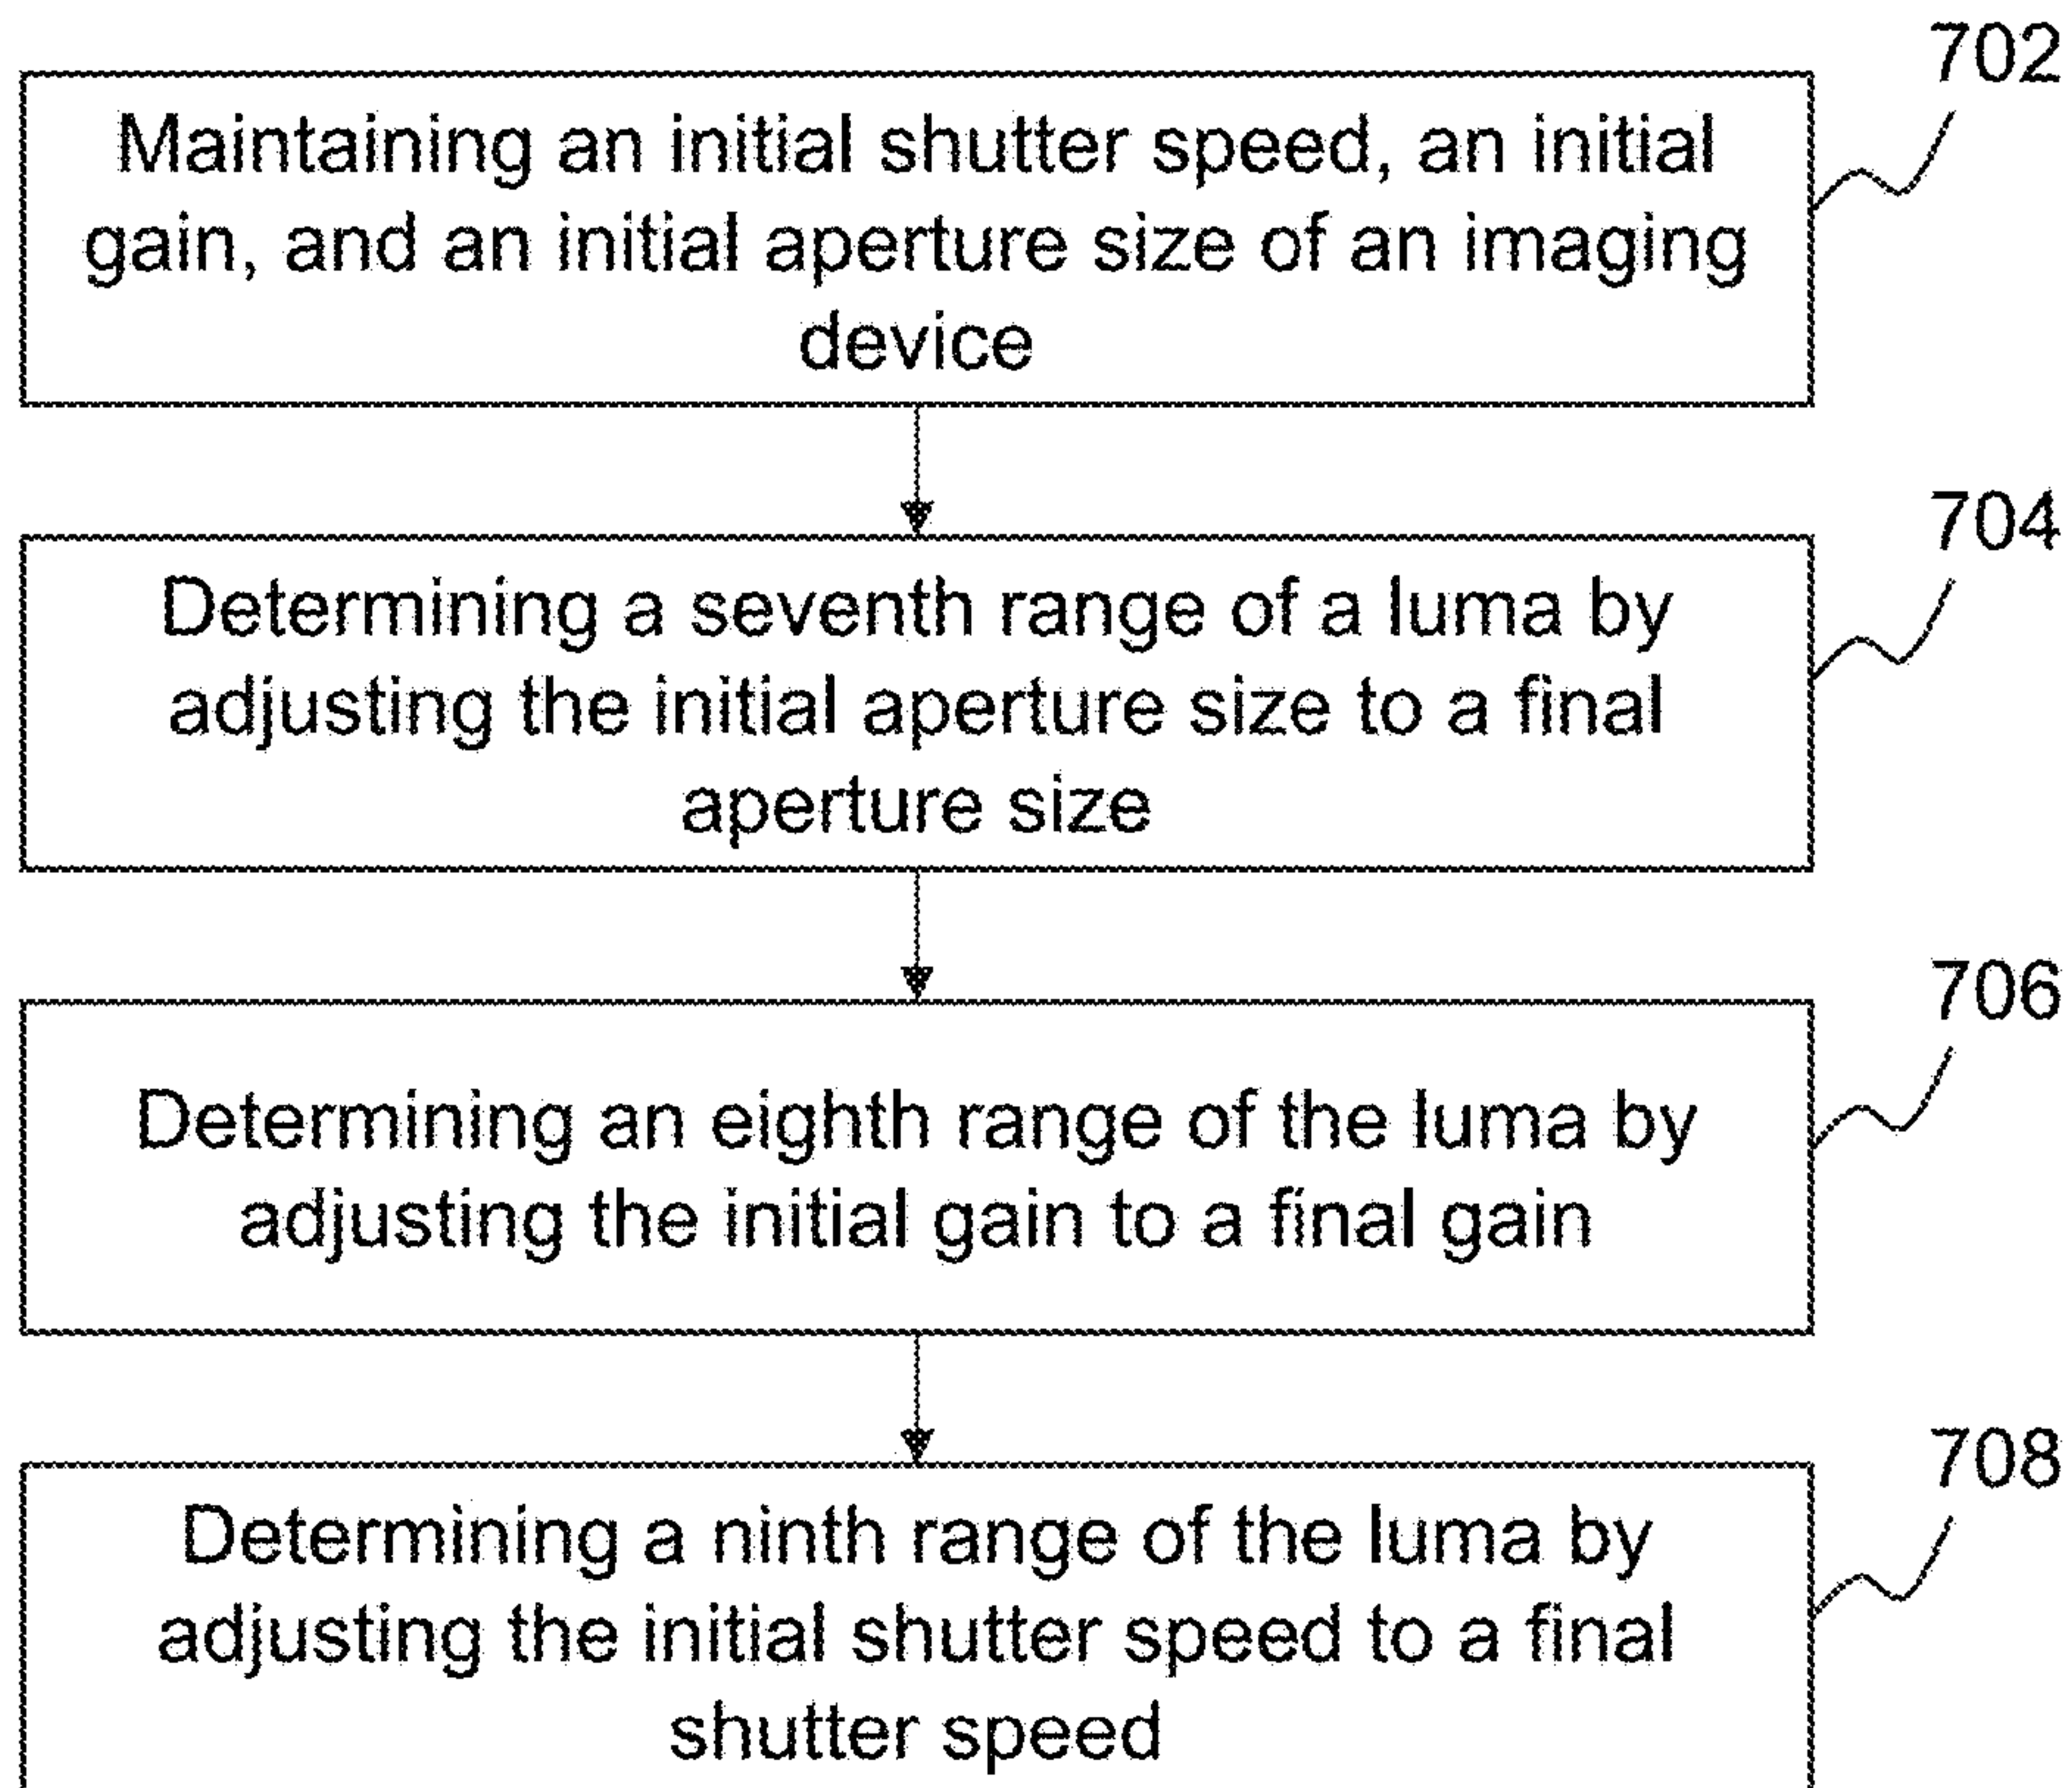 702
Maintaining an initial shutter speed, an initial
gain, and an initial aperture size of an imaging
device
704
Determining a seventh range of a luma by
adjusting the initial aperture size to a final
aperture size
706
Determining an eighth range of the luma by
adjusting the initial gain to a final gain
708
Determining a ninth range of the luma by
adjusting the initial shutter speed to a final
shutter speed